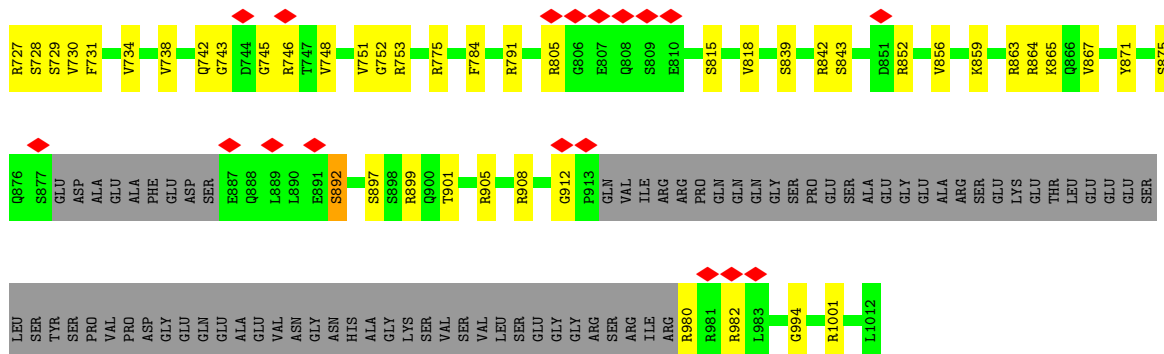 R727 S728 S729 V730 F731 V734 V738 Q742 G743 D744 G745 R746 T747 V748 V751 G752 R753 R775 F784 R791 R805 G806 E807 Q808 S809 E810 S815 V818 S839 R842 S843 D851 R852 V856 K859 R863 R864 K865 Q866 V867 Y871 S875
Q876 S877 GLU ASP ALA GLU ALA PHE GLU ASP SER E887 Q888 L889 L890 E891 S892 S897 S898 R899 Q900 T901 R905 R908 G912 P913 GLN VAL ILE ARG ARG PRO GLN GLN GLN GLY SER PRO GLU SER ALA GLU GLY GLU ALA ARG SER LYS GLU THR LEU GLU GLU GLU GLU SER
LEU SER TYR SER PRO VAL PRO ASP GLY GLU GLN GLU ALA GLU VAL ASN GLY ASN HIS ALA GLY LYS SER VAL SER VAL LEU SER GLU GLY GLY ARG SER ARG ILE ARG R980 R981 R982 L983 G994 R1001 L1012